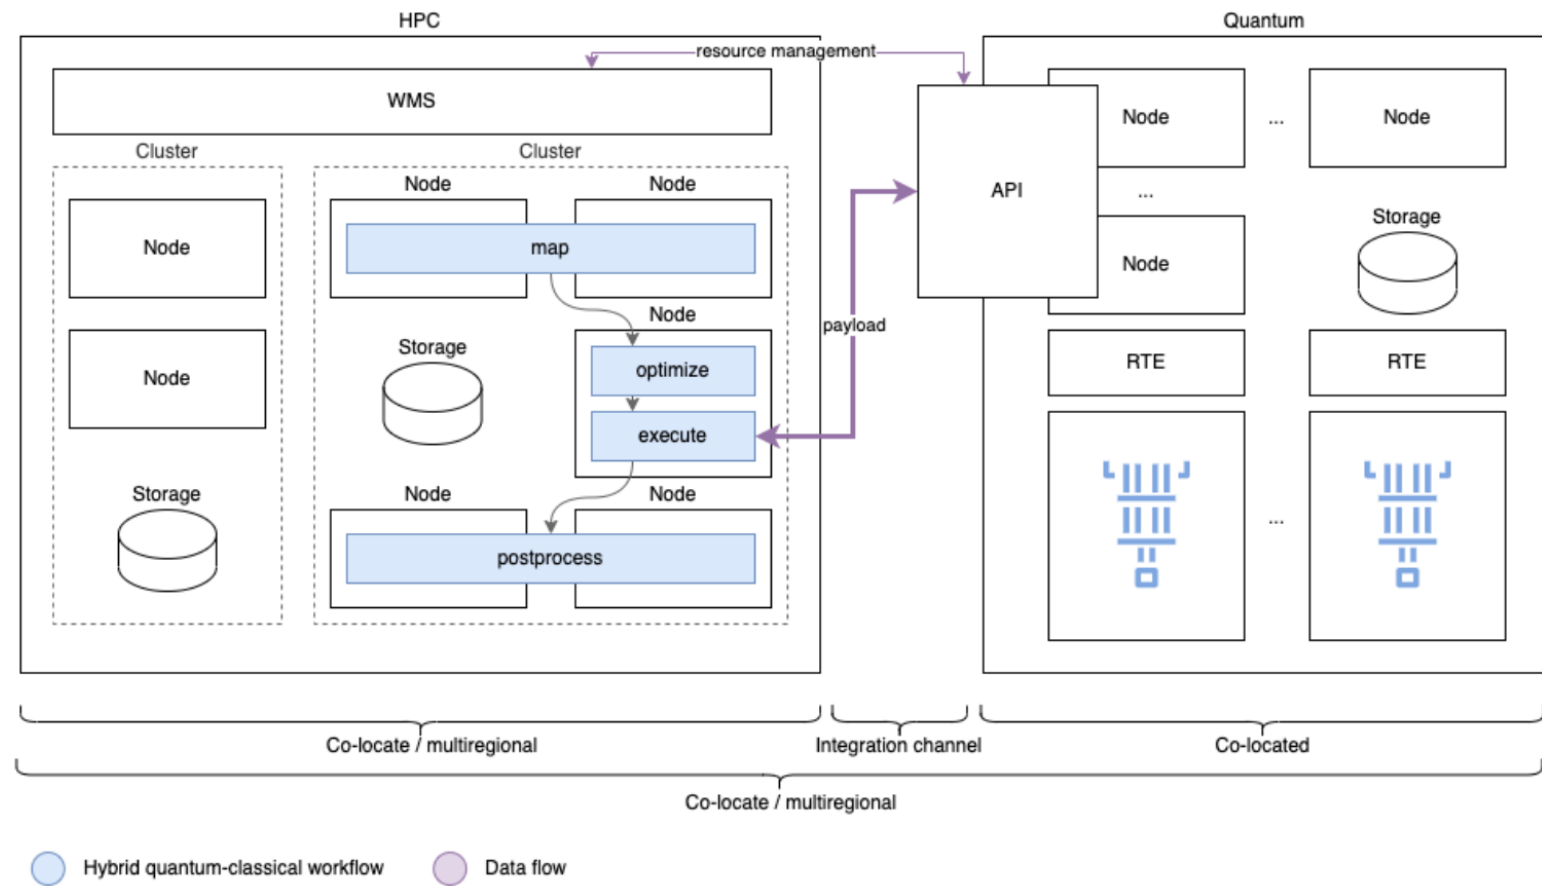 HPC
Quantum
resource management
WMS
Cluster
Cluster
Node
Node
Node
Node
map
Node
optimize
execute
Storage
Node
Node
postprocess
Node
Storage
payload
API
Node
...
Node
...
Node
Storage
RTE
RTE
...
Co-locate / multiregional
Integration channel
Co-located
Co-locate / multiregional
Hybrid quantum-classical workflow
Data flow